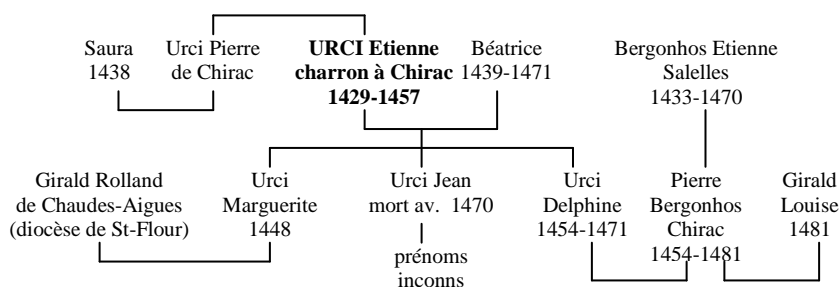 Saura
1438
Urci Pierre
de Chirac
URCI Etienne
charron à Chirac
1429-1457
Béatrice
1439-1471
Bergonhos Etienne
Salelles
1433-1470
Girald Rolland
de Chaudes-Aigues
(diocèse de St-Flour)
Urci
Marguerite
1448
Urci Jean
mort av. 1470
prénoms
inconns
Urci
Delphine
1454-1471
Pierre
Bergonhos
Chirac
1454-1481
Girald
Louise
1481